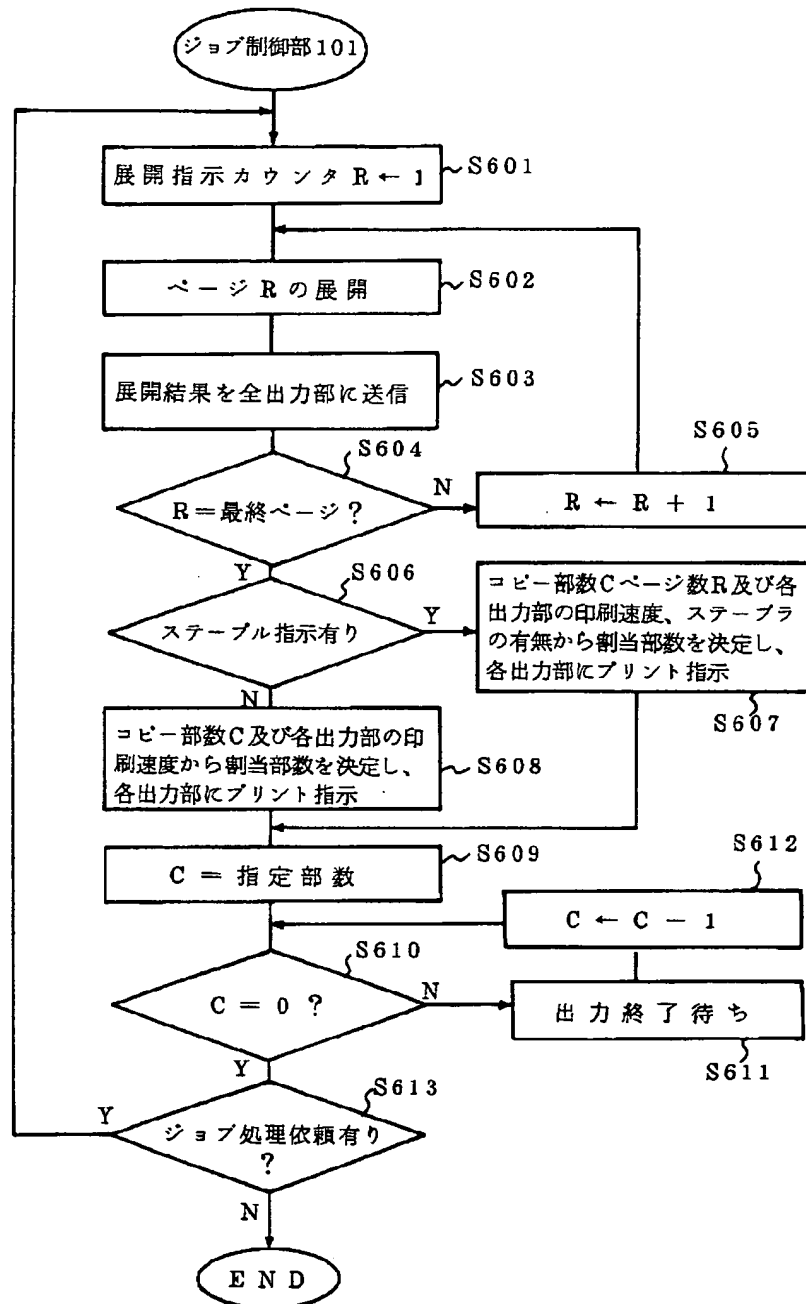 ジョブ制御部101
展開指示カウンタ R ← 1
S601
ページ R の 展開
S602
展開結果を全出力部に送信
S603
S604
R＝最終ページ？
N
S605
R ← R + 1
Y
S606
ステープル指示有り
Y
コピー部数Cページ数R及び各
出力部の印刷速度、ステープラ
の有無から割当部数を決定し、
各出力部にプリント指示
S607
N
コピー部数C及び各出力部の印
刷速度から割当部数を決定し、
各出力部にプリント指示
S608
S609
C = 指定部数
S612
C ← C − 1
S610
C = 0 ?
N
出力終了待ち
S611
Y
S613
Y
ジョブ処理依頼有り
?
N
END